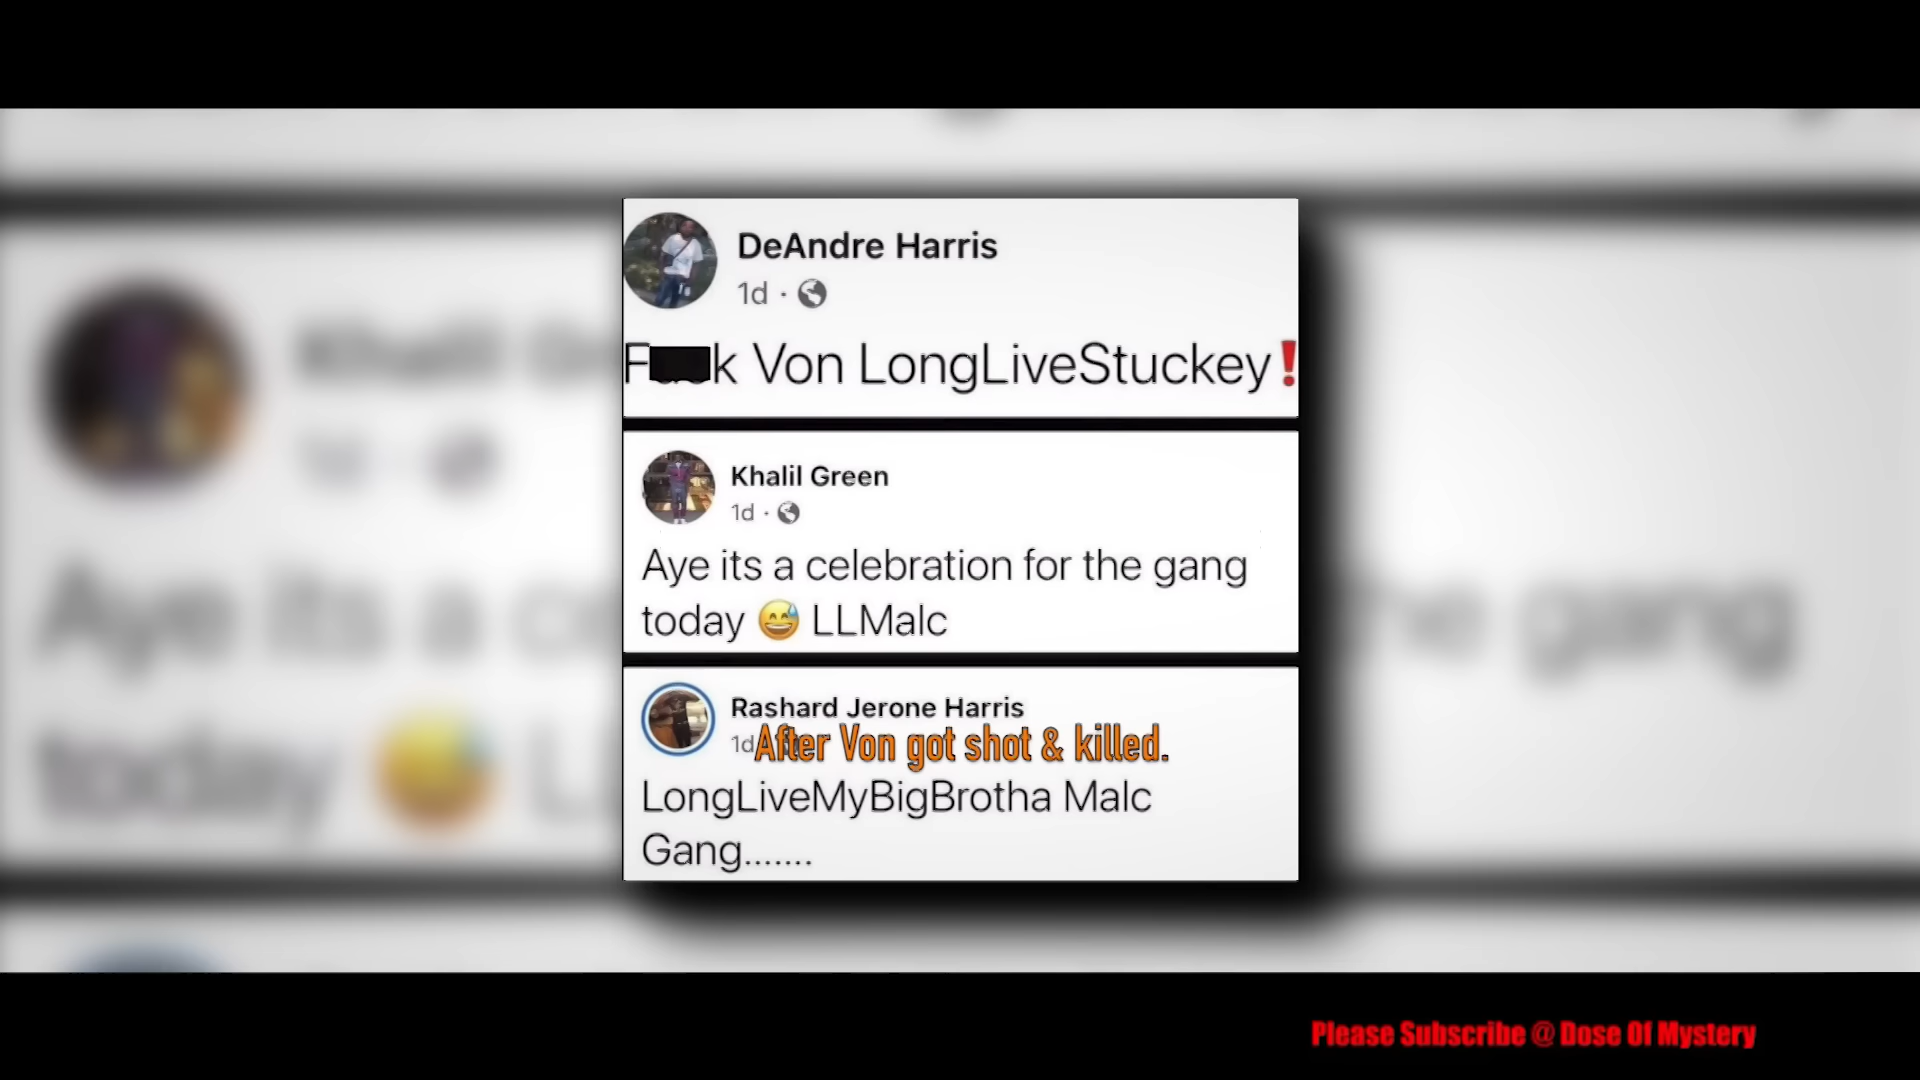 DeAndre Harris
1d ·
F k Von LongLiveStuckey❗
Khalil Green
1d ·
Aye its a celebration for the gang
today 😅 LLMalc
Rashard Jerone Harris
1d
After Von got shot & killed.
LongLiveMyBigBrotha Malc
Gang.......
Please Subscribe @ Dose Of Mystery